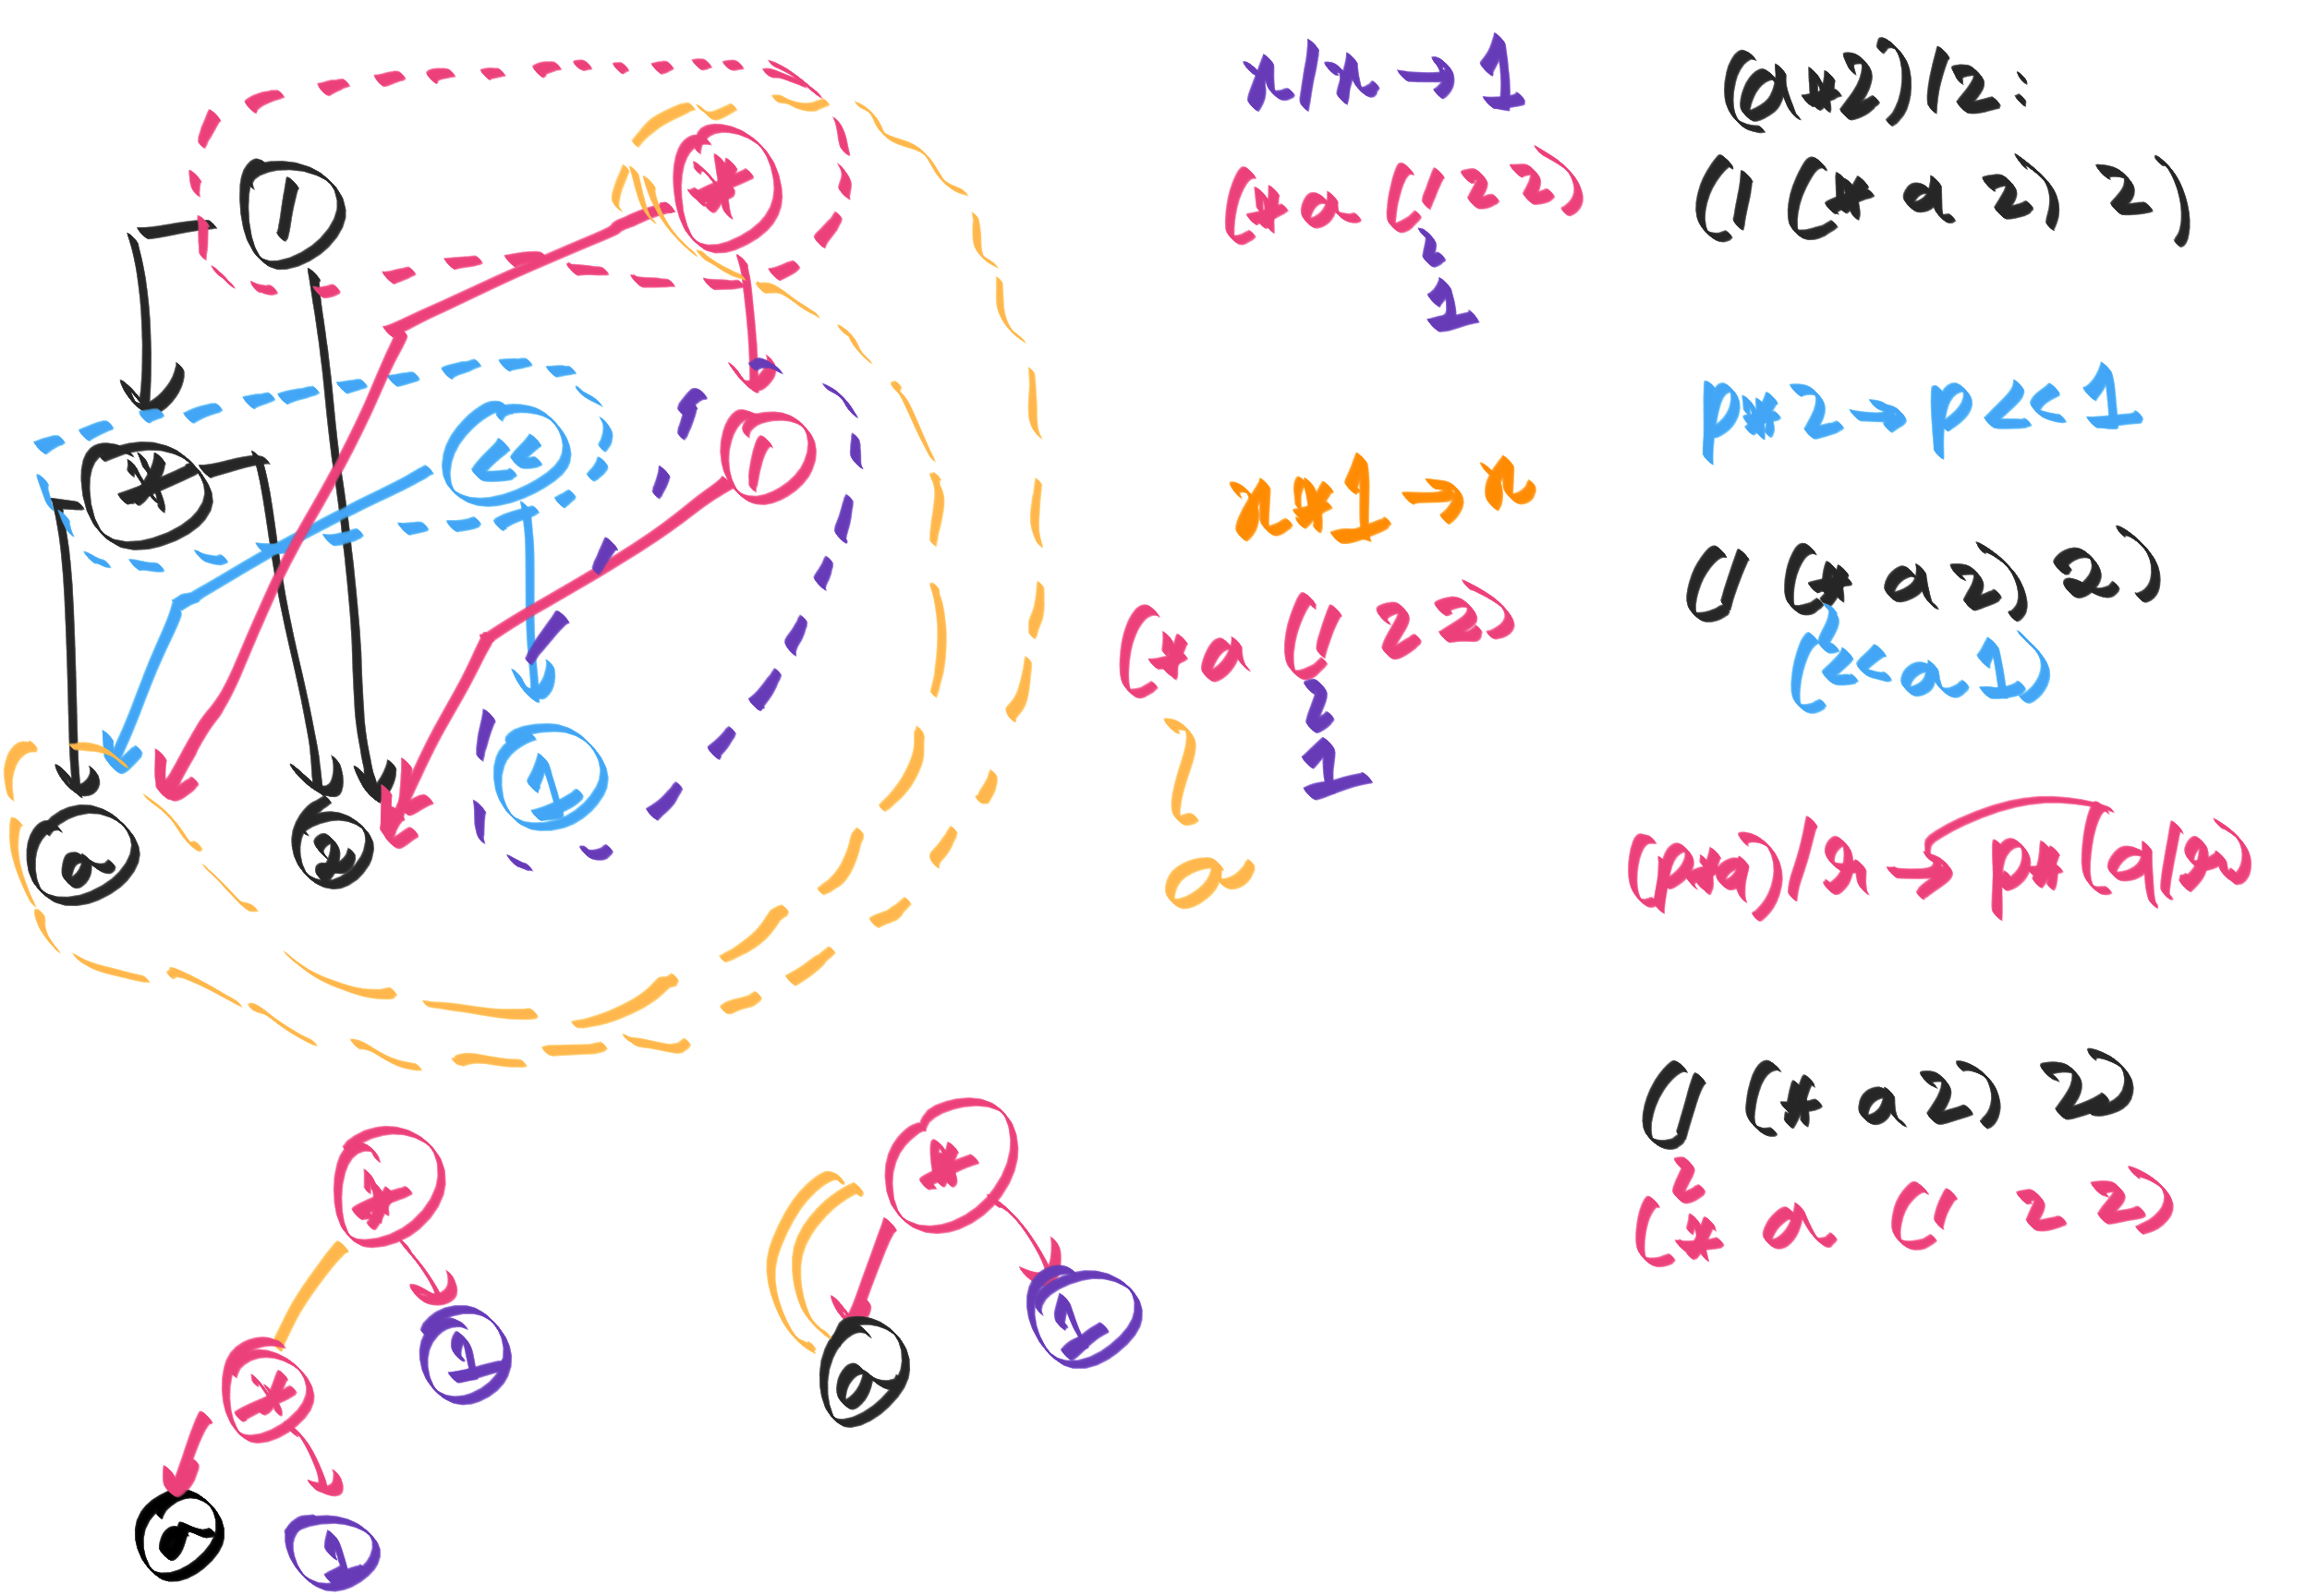 x/x → 1
(a*2)/2:
(* a (/ 2 2))
(/ (* a 2) 2)
1
p*2 → p << 1
x*1 → x
(/ (* a 2) 2)
(* a (/ 2 2))
(<< a 1)
1
a
(p*q)/r → p*(q/r)
(/ (* a 2) 2)
(* a (/ 2 2))
/
*
*
<<
/
a
2
1
*
*
1
*
a
1
a
1